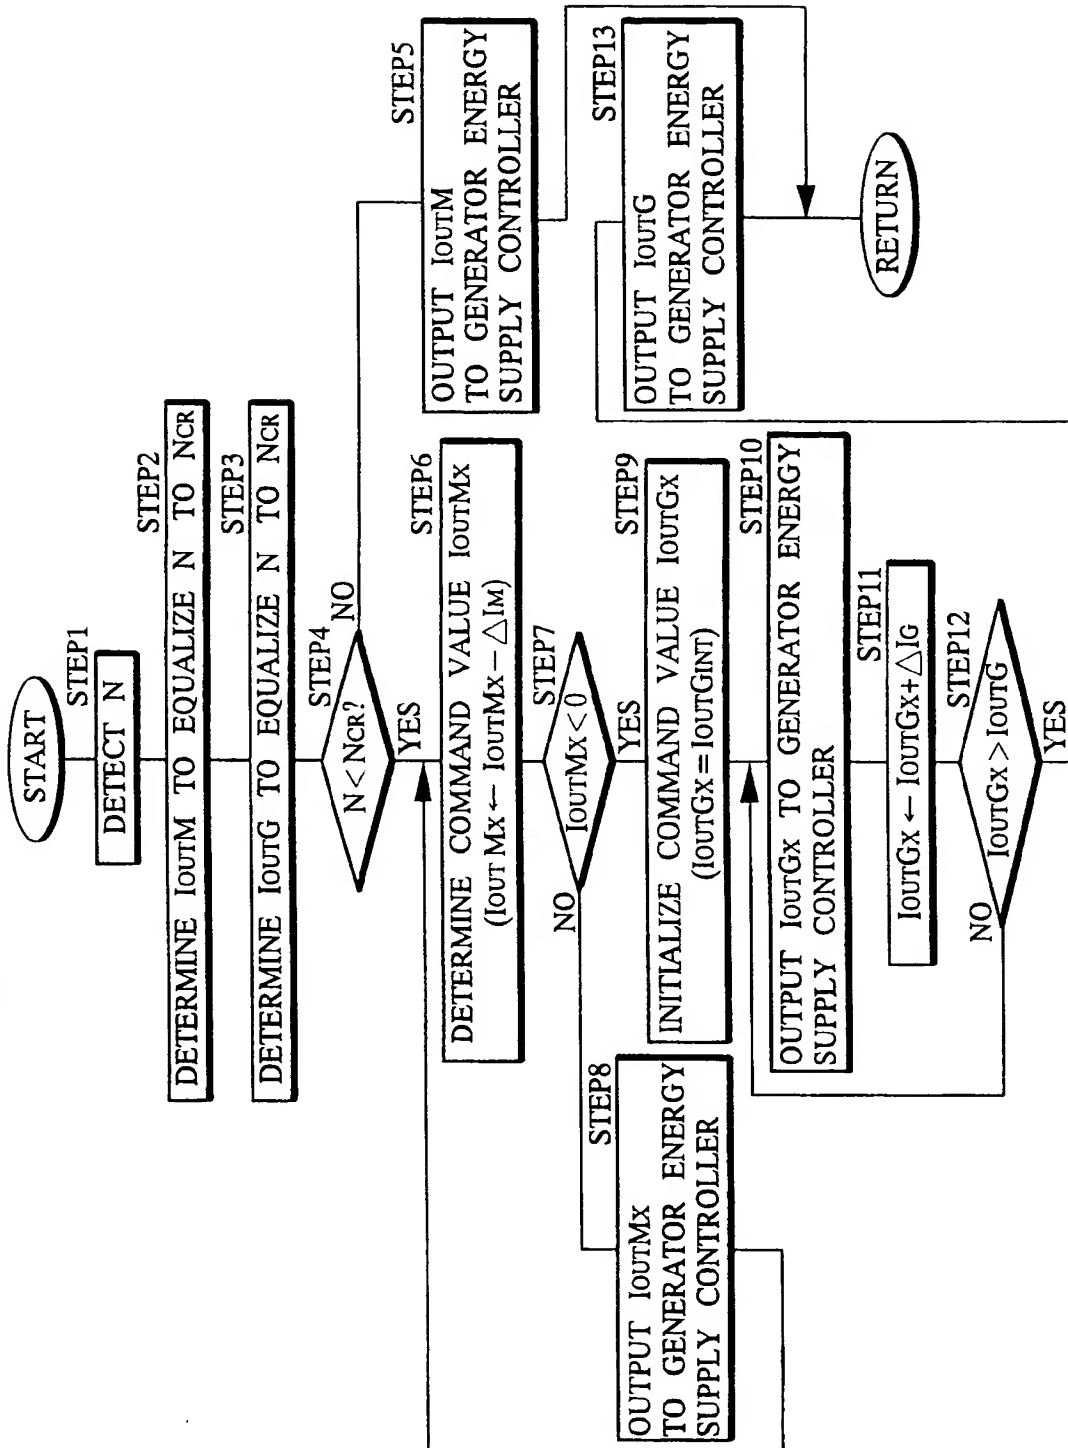 START
STEP1
DETECT N
STEP2
DETERMINE IOUTM TO EQUALIZE N TO NCR
STEP3
DETERMINE IOUTG TO EQUALIZE N TO NCR
STEP4
N < NCR?
NO
YES
STEP5
OUTPUT IOUTM
TO GENERATOR ENERGY
SUPPLY CONTROLLER
STEP6
DETERMINE COMMAND VALUE IOUTMX
(IOUTMX ← IOUTMX − △IM)
STEP7
IOUTMX < 0
NO
YES
STEP8
OUTPUT IOUTMX
TO GENERATOR ENERGY
SUPPLY CONTROLLER
STEP9
INITIALIZE COMMAND VALUE IOUTGX
(IOUTGX = IOUTGINT)
STEP10
OUTPUT IOUTGX TO GENERATOR ENERGY
SUPPLY CONTROLLER
STEP11
IOUTGX ← IOUTGX+△IG
STEP12
IOUTGX > IOUTG
NO
YES
STEP13
OUTPUT IOUTG
TO GENERATOR ENERGY
SUPPLY CONTROLLER
RETURN